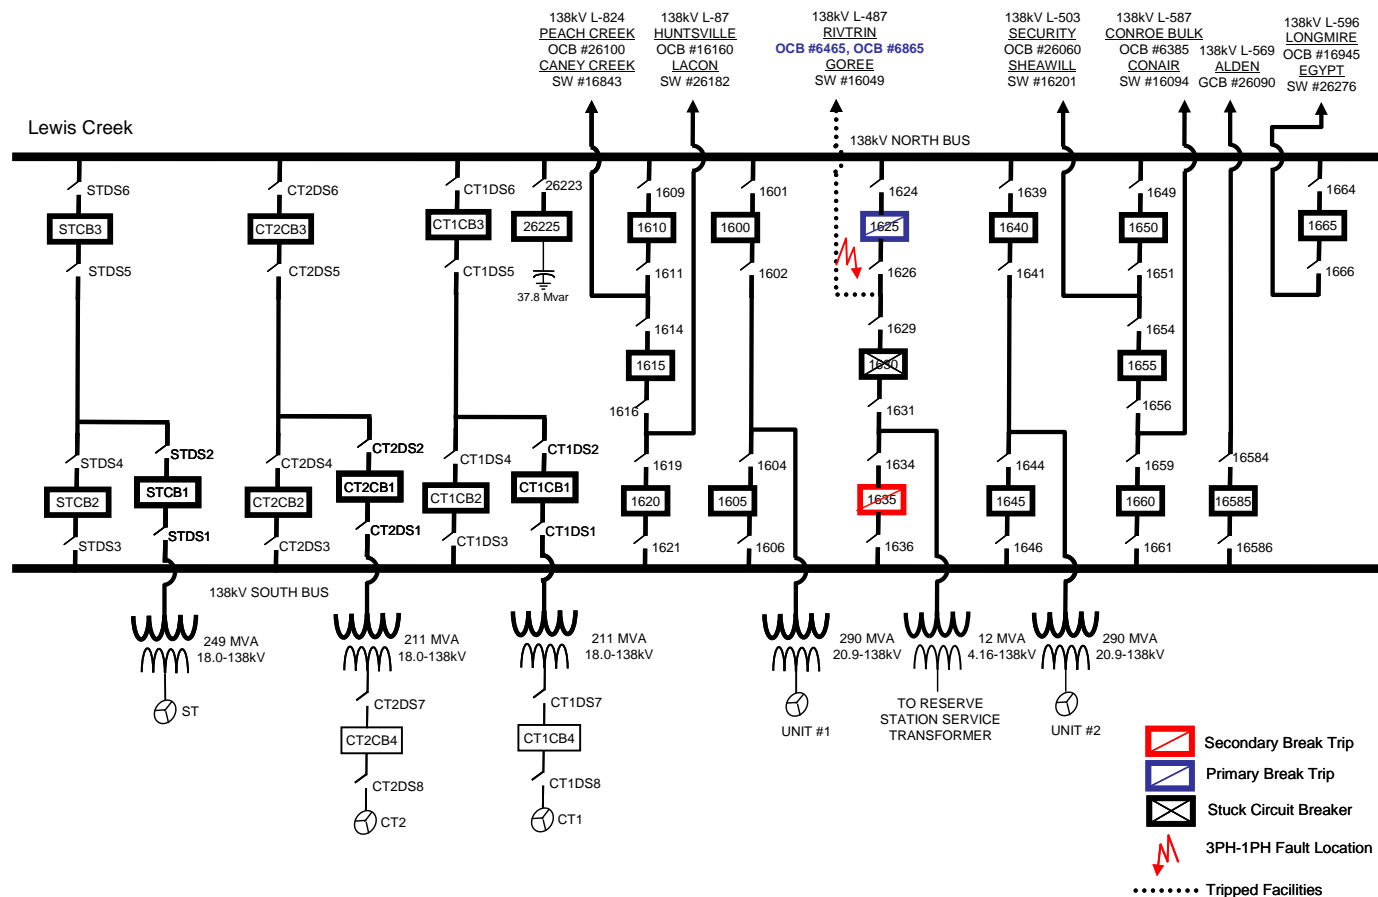 138kV L-824
PEACH CREEK
OCB #26100
CANEY CREEK
SW #16843
138kV L-87
HUNTSVILLE
OCB #16160
LACON
SW #26182
138kV L-487
RIVTRIN
OCB #6465, OCB #6865
GOREE
SW #16049
138kV L-503
SECURITY
OCB #26060
SHEAWILL
SW #16201
138kV L-587
CONROE BULK
OCB #6385
CONAIR
SW #16094
138kV L-569
ALDEN
GCB #26090
138kV L-596
LONGMIRE
OCB #16945
EGYPT
SW #26276
Lewis Creek
138kV NORTH BUS
STDS6
STCB3
STDS5
STDS4
STDS2
STCB2
STCB1
STDS3
STDS1
CT2DS6
CT2CB3
CT2DS5
CT2DS4
CT2DS2
CT2CB2
CT2CB1
CT2DS3
CT2DS1
CT1DS6
CT1CB3
CT1DS5
CT1DS4
CT1DS2
CT1CB2
CT1CB1
CT1DS3
CT1DS1
26223
26225
37.8 Mvar
1609
1610
1611
1614
1615
1616
1619
1620
1621
1601
1600
1602
1604
1605
1606
1624
1625
1626
1629
1630
1631
1634
1635
1636
1639
1640
1641
1644
1645
1646
1649
1650
1651
1654
1655
1656
1659
1660
1661
16584
16585
16586
1664
1665
1666
138kV SOUTH BUS
249 MVA
18.0-138kV
ST
211 MVA
18.0-138kV
CT2DS7
CT2CB4
CT2DS8
CT2
211 MVA
18.0-138kV
CT1DS7
CT1CB4
CT1DS8
CT1
290 MVA
20.9-138kV
UNIT #1
12 MVA
4.16-138kV
TO RESERVE
STATION SERVICE
TRANSFORMER
290 MVA
20.9-138kV
UNIT #2
Secondary Break Trip
Primary Break Trip
Stuck Circuit Breaker
3PH-1PH Fault Location
Tripped Facilities